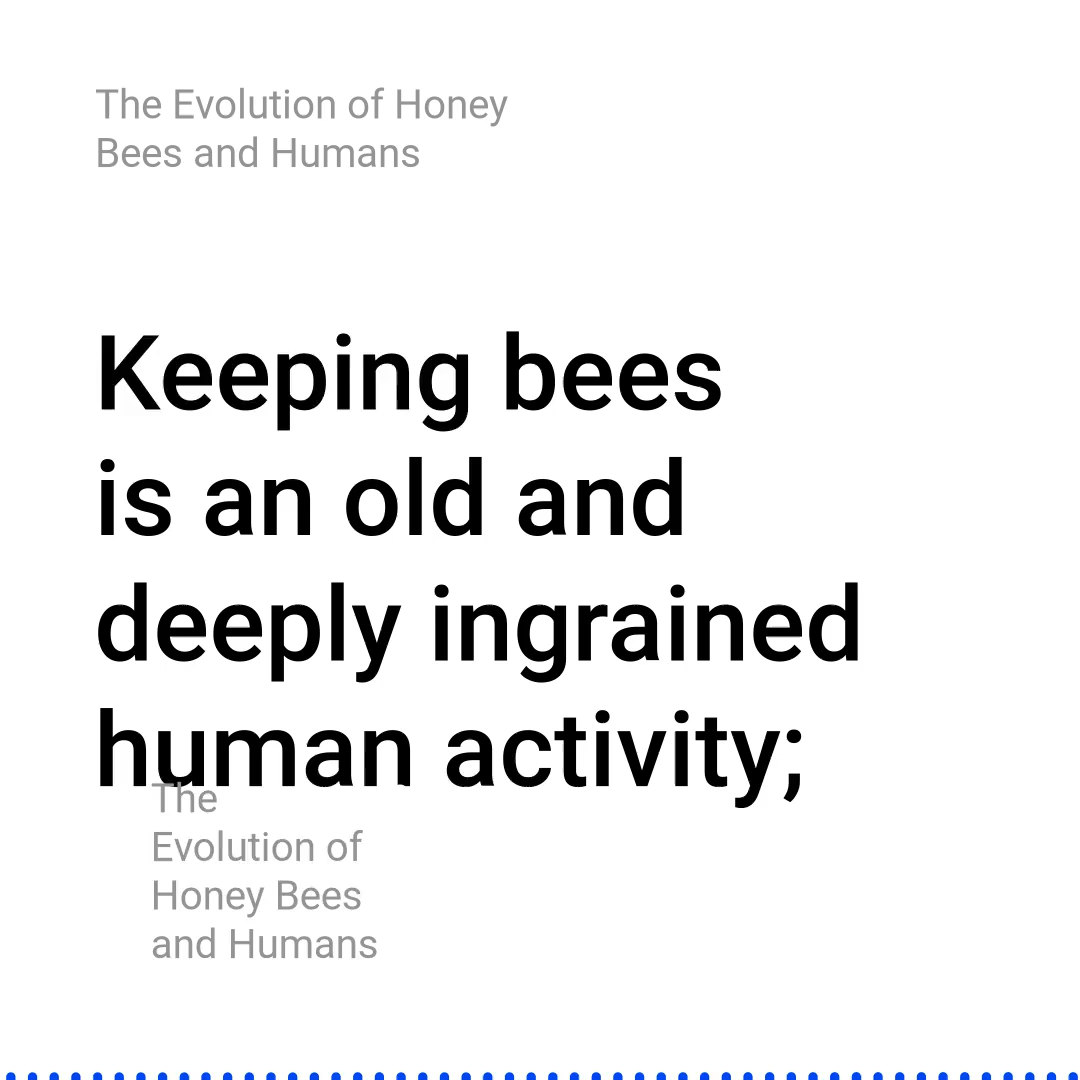 The Evolution of Honey
Bees and Humans
Keeping bees
is an old and
deeply ingrained
human activity;
The
Evolution of
Honey Bees
and Humans